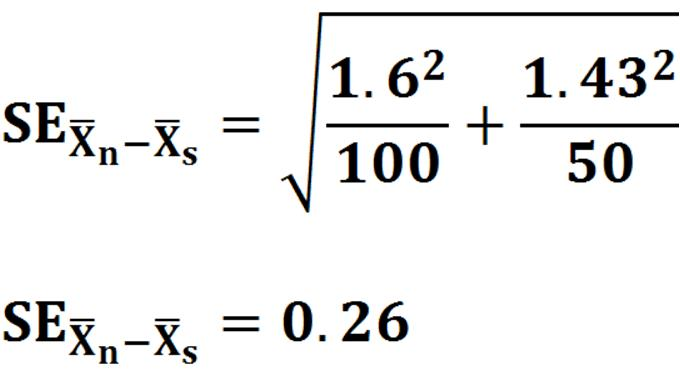 SE_{X̅ₙ−X̅ₛ} = √(1.6²/100 + 1.43²/50)
SE_{X̅ₙ−X̅ₛ} = 0.26